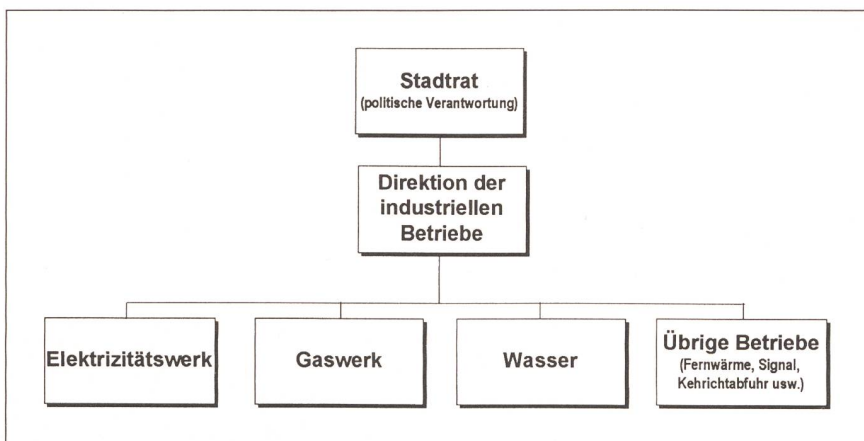 Stadtrat
(politische Verantwortung)
Direktion der
industriellen
Betriebe
Elektrizitätswerk
Gaswerk
Wasser
Übrige Betriebe
(Fernwärme, Signal,
Kehrichtabfuhr usw.)